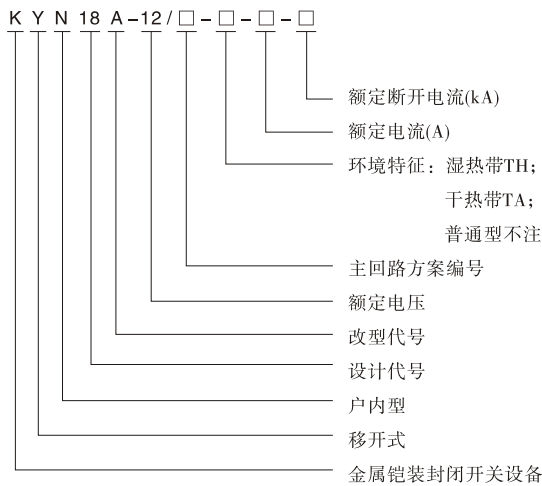 KYN18A-12/□-□-□-□
额定断开电流(kA)
额定电流(A)
环境特征：湿热带TH；
干热带TA；
普通型不注
主回路方案编号
额定电压
改型代号
设计代号
户内型
移开式
金属铠装封闭开关设备